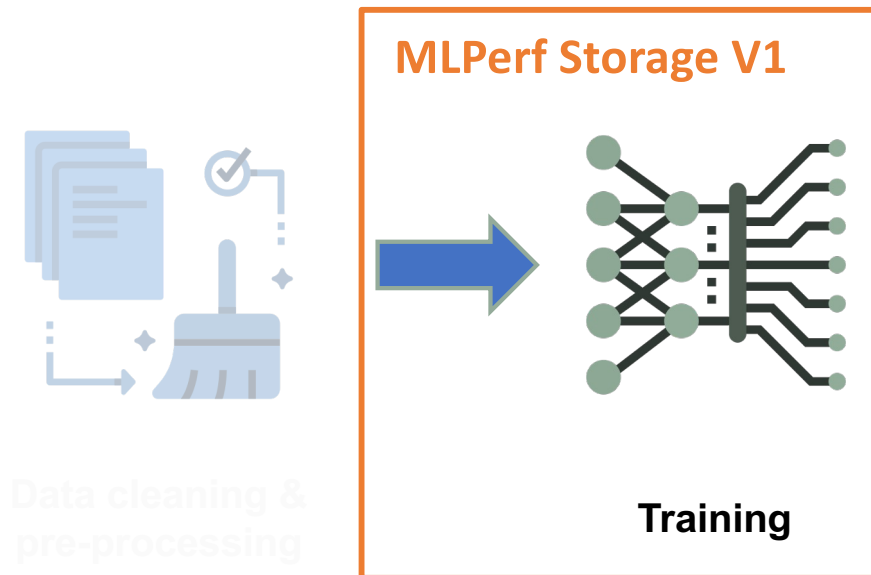 MLPerf Storage V1
Data cleaning &
pre-processing
Training